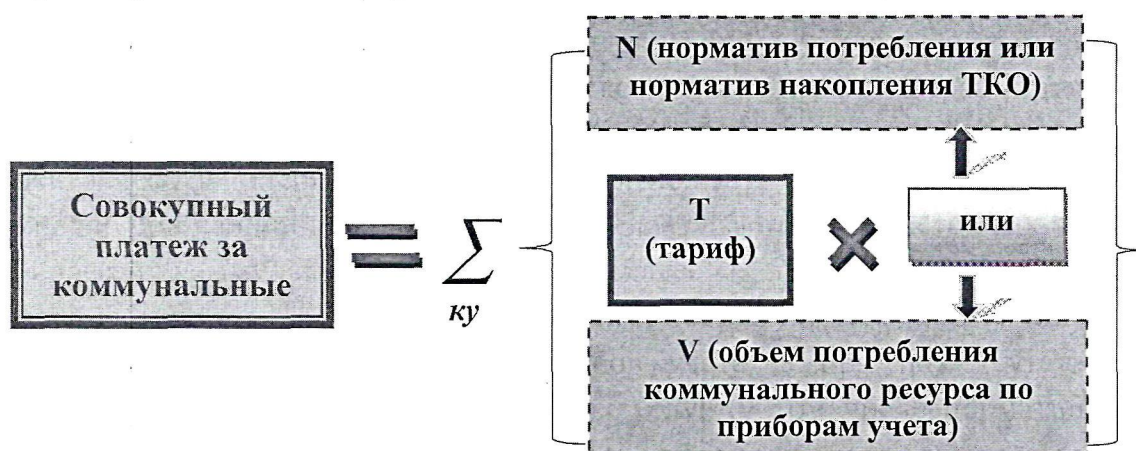 Совокупный
платеж за
коммунальные
=
∑
ку
N (норматив потребления или
норматив накопления ТКО)
Т
(тариф)
×
или
V (объем потребления
коммунального ресурса по
приборам учета)